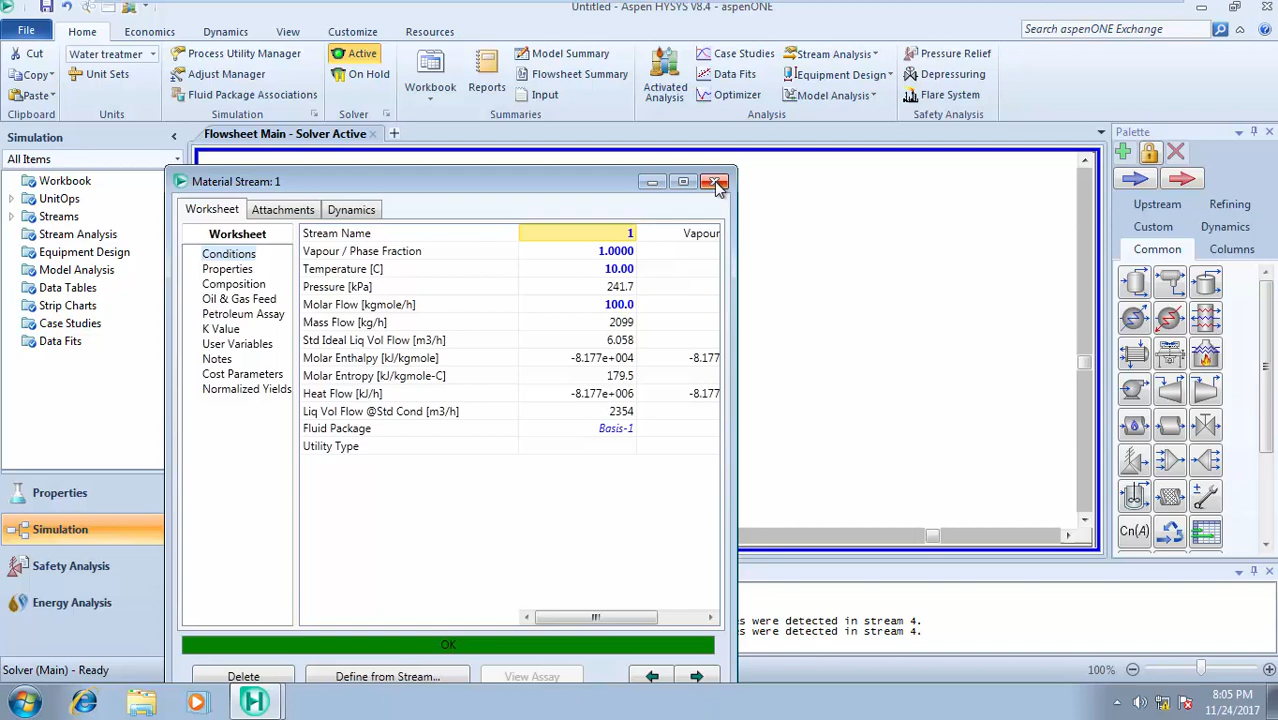 Untitled - Aspen HYSYS V8.4 - aspenONE
File Home Economics Dynamics View Customize Resources
Search aspenONE Exchange
Cut Water treatmer Process Utility Manager Active Model Summary Case Studies Stream Analysis Pressure Relief
Copy Unit Sets Adjust Manager On Hold Workbook Reports Flowsheet Summary Activated Analysis Data Fits Equipment Design Depressuring
Paste Fluid Package Associations Input Optimizer Model Analysis Flare System
Clipboard Units Simulation Solver Summaries Analysis Safety Analysis
Simulation
Flowsheet Main - Solver Active
Palette
All Items
Workbook
UnitOps
Streams
Stream Analysis
Equipment Design
Model Analysis
Data Tables
Strip Charts
Case Studies
Data Fits
Properties
Simulation
Safety Analysis
Energy Analysis
Material Stream: 1
Worksheet Attachments Dynamics
Worksheet
Conditions
Properties
Composition
Oil & Gas Feed
Petroleum Assay
K Value
User Variables
Notes
Cost Parameters
Normalized Yields
Stream Name 1 Vapour
Vapour / Phase Fraction 1.0000
Temperature [C] 10.00
Pressure [kPa] 241.7
Molar Flow [kgmole/h] 100.0
Mass Flow [kg/h] 2099
Std Ideal Liq Vol Flow [m3/h] 6.058
Molar Enthalpy [kJ/kgmole] -8.177e+004 -8.177
Molar Entropy [kJ/kgmole-C] 179.5
Heat Flow [kJ/h] -8.177e+006 -8.177
Liq Vol Flow @Std Cond [m3/h] 2354
Fluid Package Basis-1
Utility Type
OK
Delete Define from Stream... View Assay
Upstream Refining
Custom Dynamics
Common Columns
Cn(A)
s were detected in stream 4.
s were detected in stream 4.
Solver (Main) - Ready
100%
8:05 PM
11/24/2017